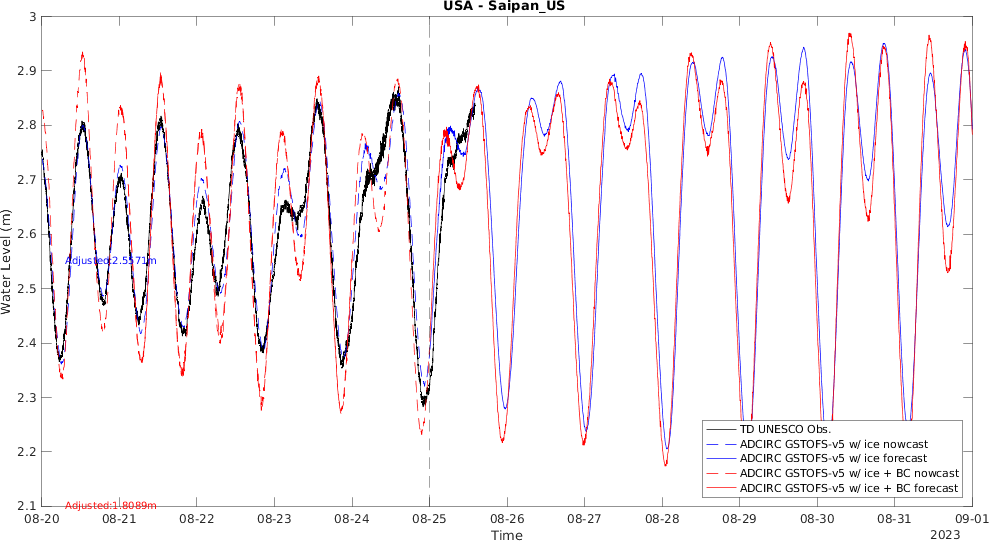 USA - Saipan_US
3
2.9
2.8
2.7
2.6
2.5
2.4
2.3
2.2
2.1
Water Level (m)
Adjusted:2.5571m
Adjusted:1.8089m
TD UNESCO Obs.
ADCIRC GSTOFS-v5 w/ ice nowcast
ADCIRC GSTOFS-v5 w/ ice forecast
ADCIRC GSTOFS-v5 w/ ice + BC nowcast
ADCIRC GSTOFS-v5 w/ ice + BC forecast
08-20 08-21 08-22 08-23 08-24 08-25 08-26 08-27 08-28 08-29 08-30 08-31 09-01
Time
2023